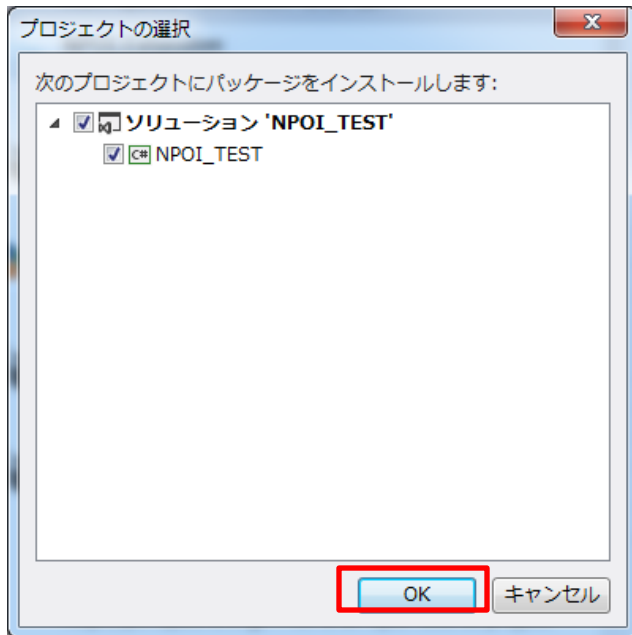 プロジェクトの選択
次のプロジェクトにパッケージをインストールします:
ソリューション 'NPOI_TEST'
C# NPOI_TEST
OK
キャンセル